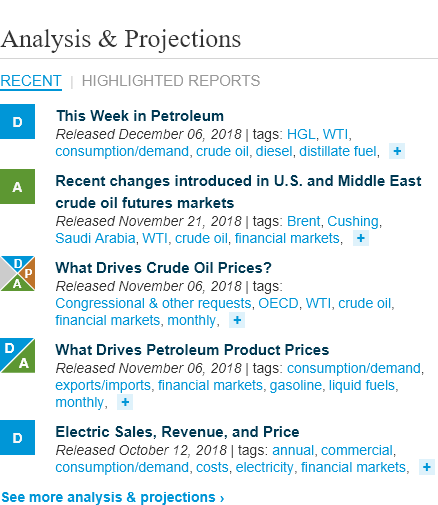 Analysis & Projections
RECENT | HIGHLIGHTED REPORTS
D
This Week in Petroleum
Released December 06, 2018 | tags: HGL, WTI,
consumption/demand, crude oil, diesel, distillate fuel, +
A
Recent changes introduced in U.S. and Middle East
crude oil futures markets
Released November 21, 2018 | tags: Brent, Cushing,
Saudi Arabia, WTI, crude oil, financial markets, +
D P A
What Drives Crude Oil Prices?
Released November 06, 2018 | tags:
Congressional & other requests, OECD, WTI, crude oil,
financial markets, monthly, +
D A
What Drives Petroleum Product Prices
Released November 06, 2018 | tags: consumption/demand,
exports/imports, financial markets, gasoline, liquid fuels,
monthly, +
D
Electric Sales, Revenue, and Price
Released October 12, 2018 | tags: annual, commercial,
consumption/demand, costs, electricity, financial markets, +
See more analysis & projections ›